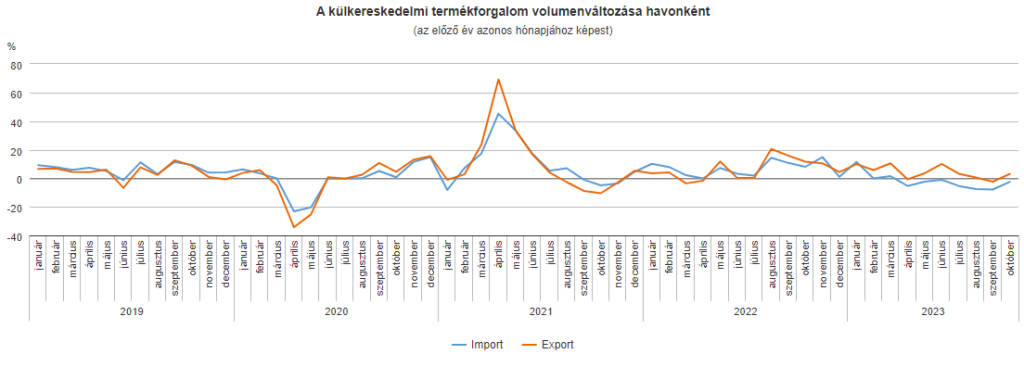 A külkereskedelmi termékforgalom volumenváltozása havonként
(az előző év azonos hónapjához képest)
%
80
60
40
20
0
-20
-40
január február március április május június július augusztus szeptember október november december január február március április május június július augusztus szeptember október november december január február március április május június július augusztus szeptember október november december január február március április május június július augusztus szeptember október november december január február március április május június július augusztus szeptember október
2019 2020 2021 2022 2023
Import Export